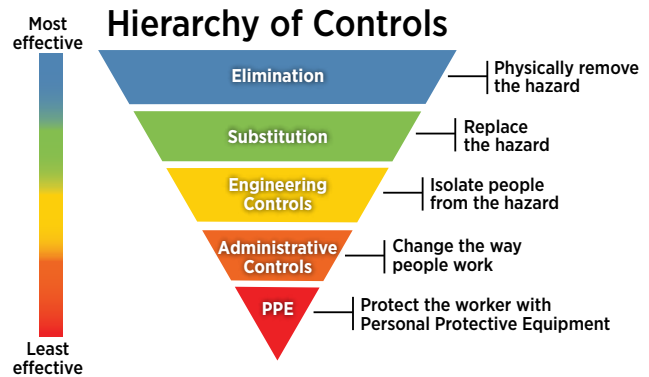 Hierarchy of Controls
Most
effective
Elimination
Physically remove
the hazard
Substitution
Replace
the hazard
Engineering
Controls
Isolate people
from the hazard
Administrative
Controls
Change the way
people work
PPE
Protect the worker with
Personal Protective Equipment
Least
effective